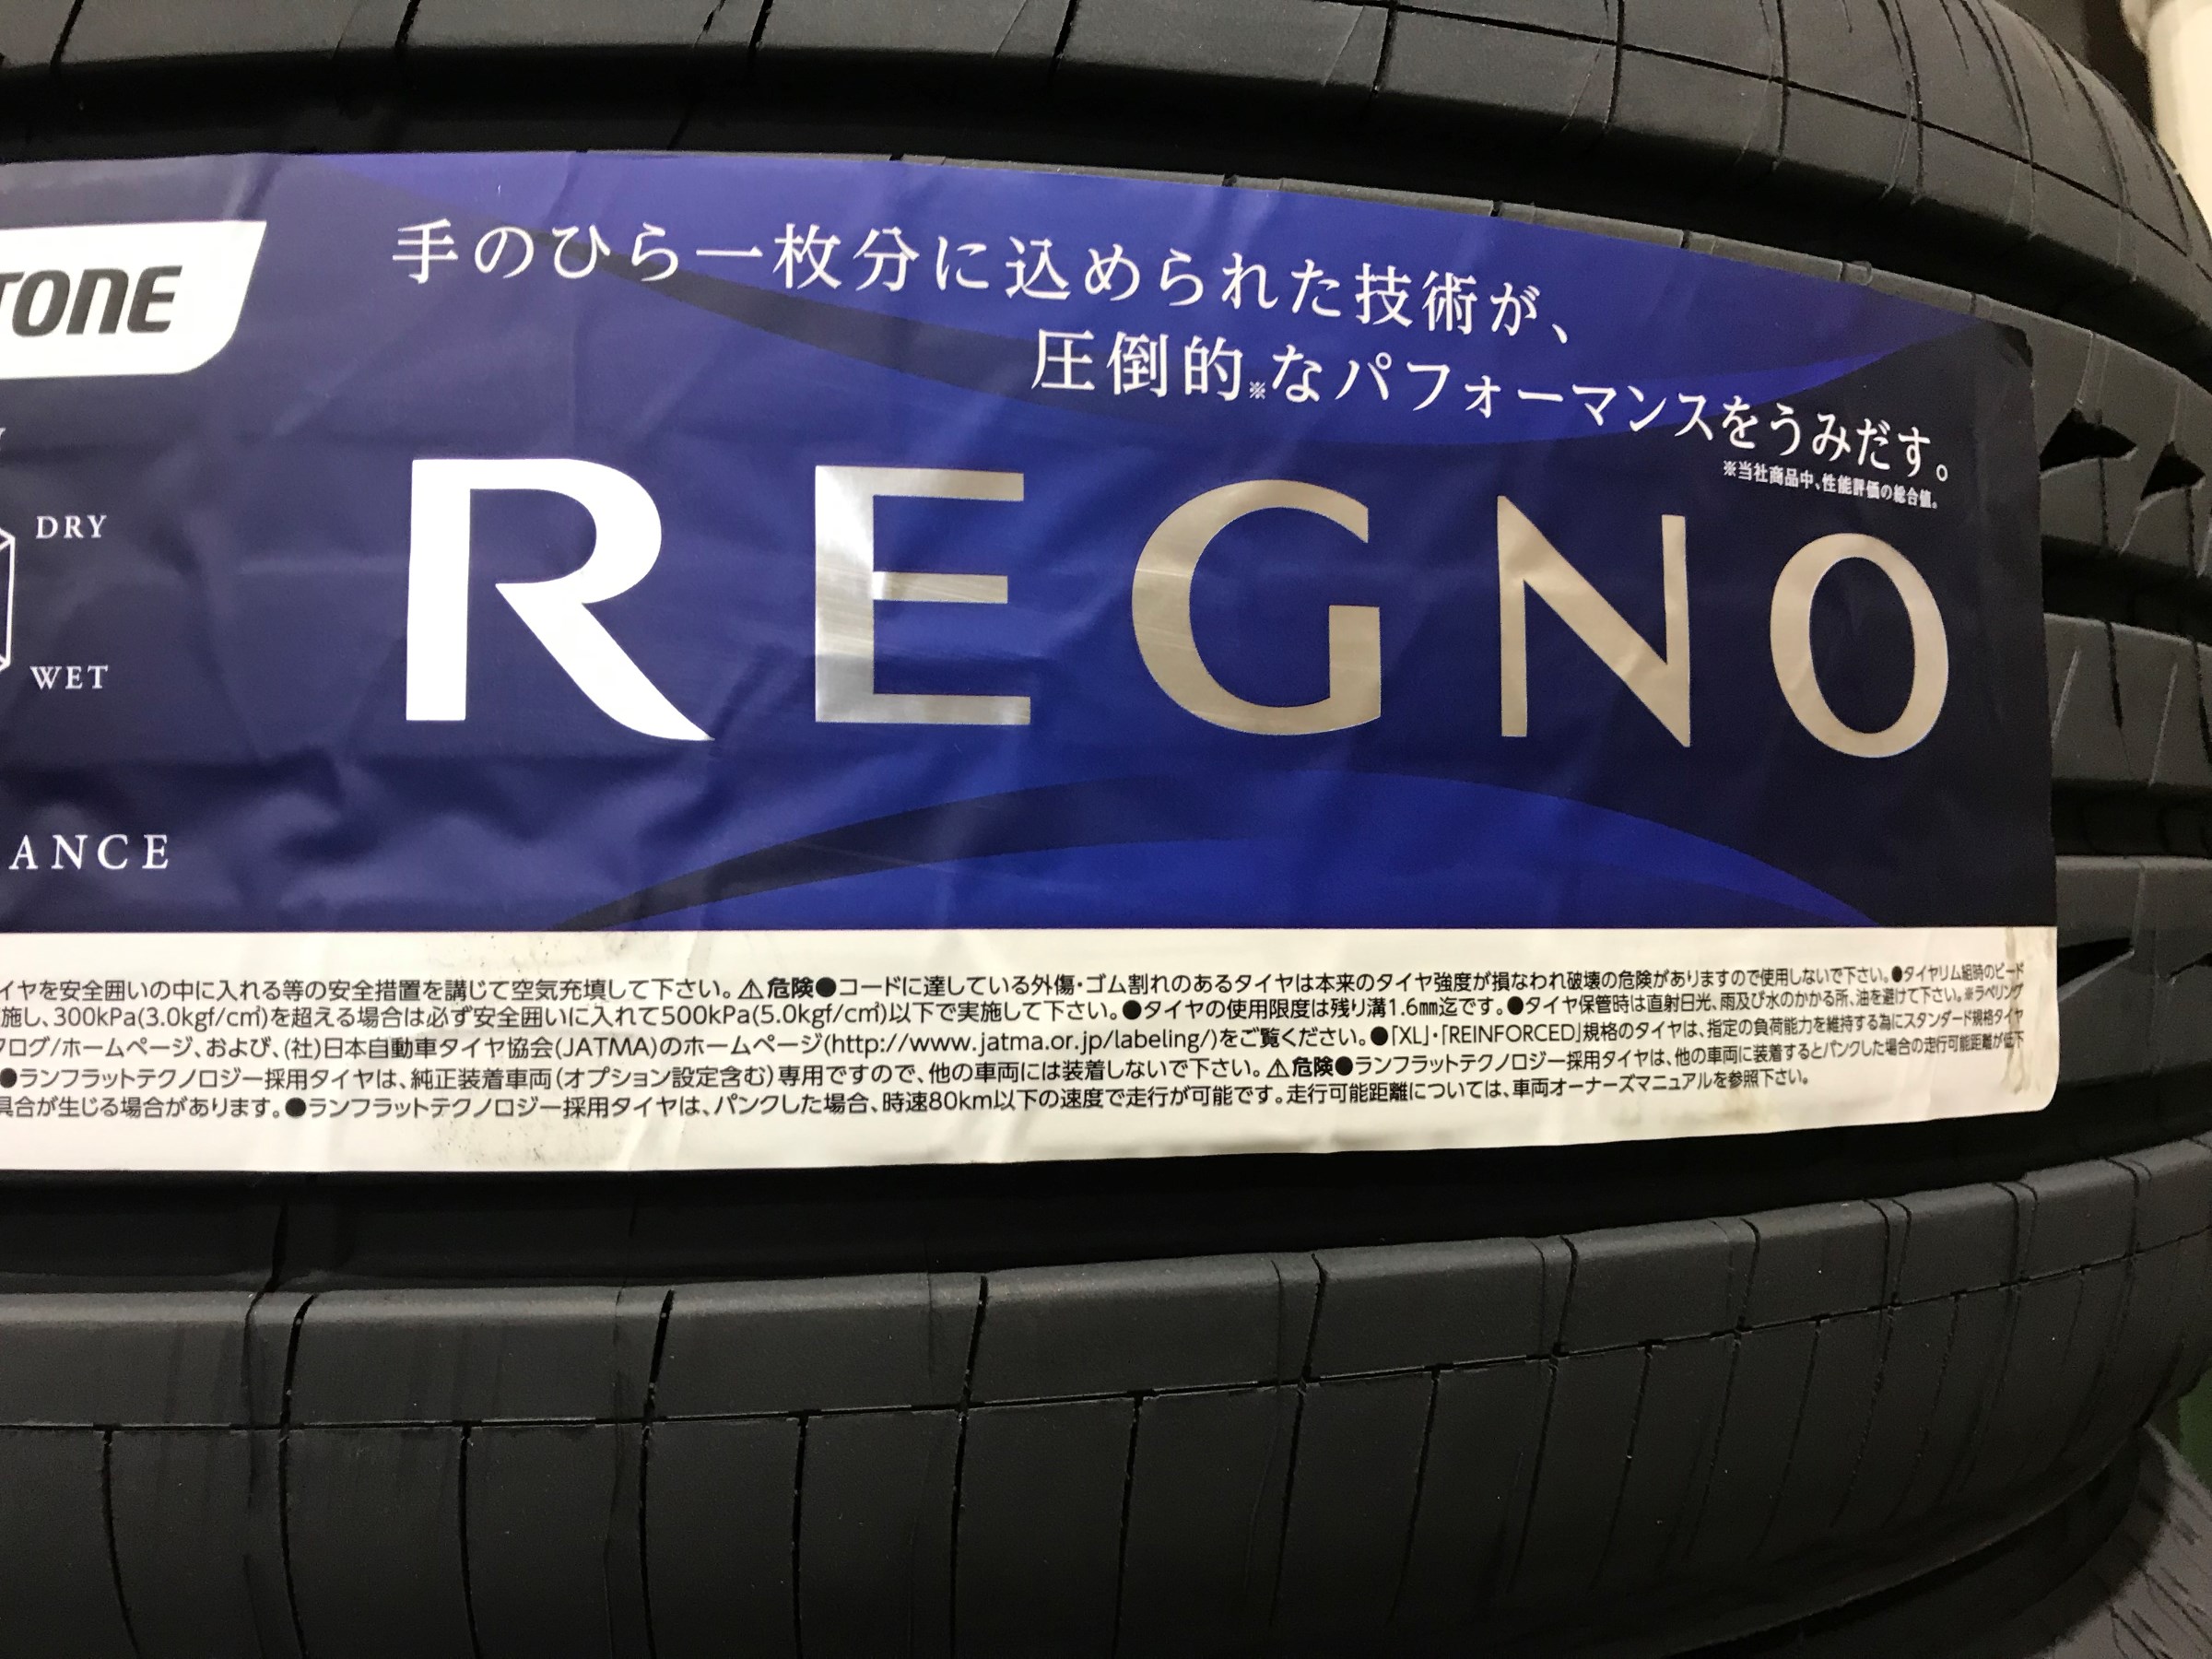 手のひら一枚分に込められた技術が、
圧倒的※なパフォーマンスをうみだす。
※当社商品中、性能評価の総合値。
TONE
DRY
WET
REGNO
ANCE
イヤを安全囲いの中に入れる等の安全措置を講じて空気充填して下さい。⚠危険●コードに達している外傷・ゴム割れのあるタイヤは本来のタイヤ強度が損なわれ破壊の危険がありますので使用しないで下さい。●タイヤリム組時のビード
施し、300kPa(3.0kgf/c㎡)を超える場合は必ず安全囲いに入れて500kPa(5.0kgf/c㎡)以下で実施して下さい。●タイヤの使用限度は残り溝1.6㎜迄です。●タイヤ保管時は直射日光、雨及び水のかかる所、油を避けて下さい。※ラベリング
ログ/ホームページ、および、(社)日本自動車タイヤ協会(JATMA)のホームページ(http://www.jatma.or.jp/labeling/)をご覧ください。●「XL」・「REINFORCED」規格のタイヤは、指定の負荷能力を維持する為にスタンダード規格タイヤ
●ランフラットテクノロジー採用タイヤは、純正装着車両(オプション設定含む)専用ですので、他の車両には装着しないで下さい。⚠危険●ランフラットテクノロジー採用タイヤは、他の車両に装着するとパンクした場合の走行可能距離が低下
具合が生じる場合があります。●ランフラットテクノロジー採用タイヤは、パンクした場合、時速80km以下の速度で走行が可能です。走行可能距離については、車両オーナーズマニュアルを参照下さい。